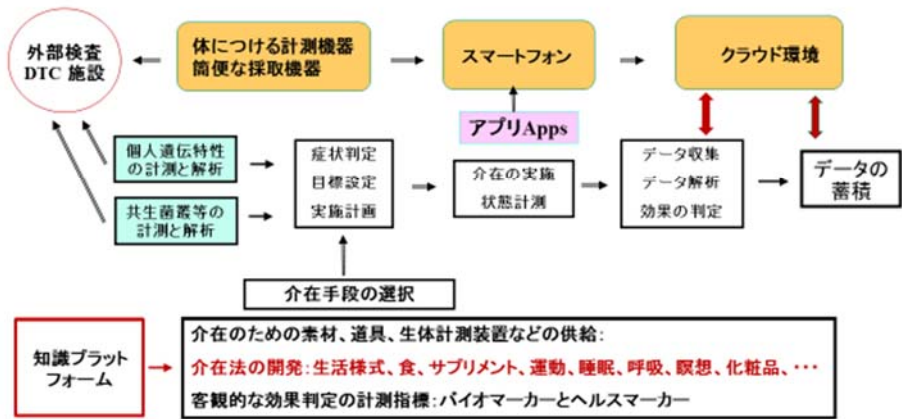 外部検査
DTC 施設
体につける計測機器
簡便な採取機器
スマートフォン
クラウド環境
アプリApps
個人遺伝特性
の計測と解析
共生菌叢等の
計測と解析
症状判定
目標設定
実施計画
介在の実施
状態計測
データ収集
データ解析
効果の判定
データの
蓄積
介在手段の選択
知識プラット
フォーム
介在のための素材、道具、生体計測装置などの供給:
介在法の開発:生活様式、食、サプリメント、運動、睡眠、呼吸、瞑想、化粧品、・・・
客観的な効果判定の計測指標:バイオマーカーとヘルスマーカー